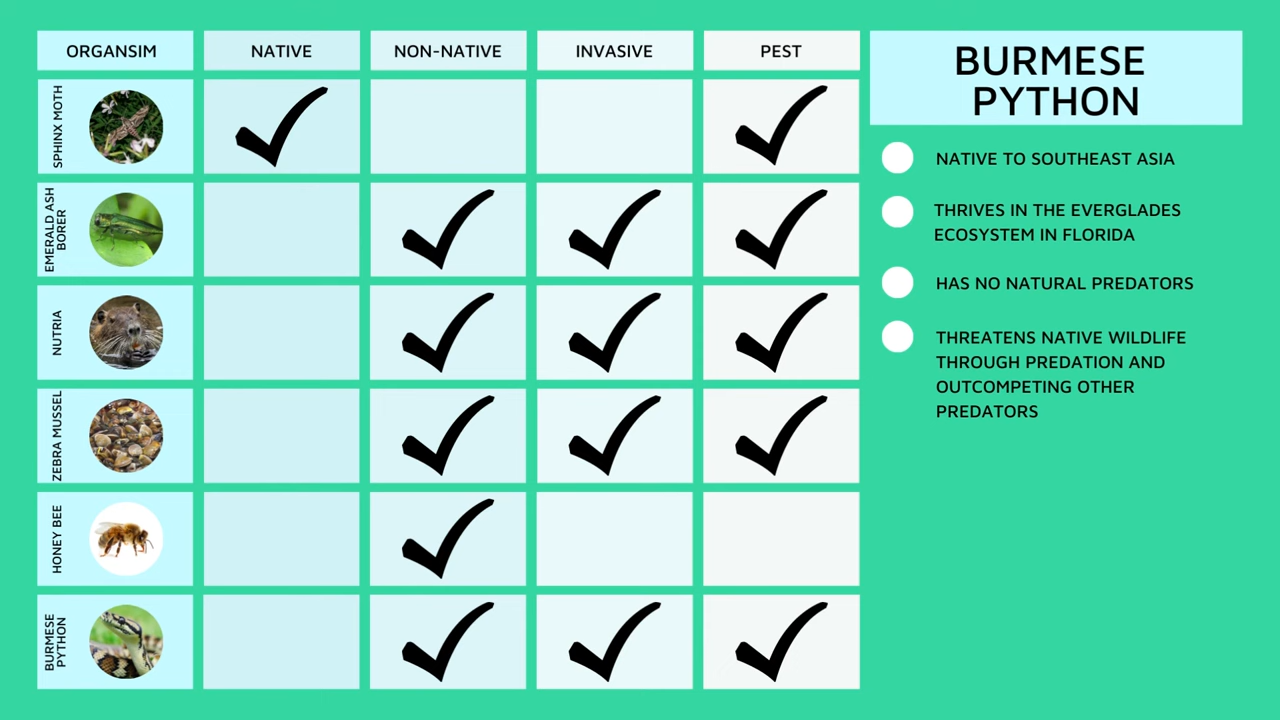 ORGANSIM
NATIVE
NON-NATIVE
INVASIVE
PEST
SPHINX MOTH
EMERALD ASH
BORER
NUTRIA
ZEBRA MUSSEL
HONEY BEE
BURMESE
PYTHON
BURMESE
PYTHON
NATIVE TO SOUTHEAST ASIA
THRIVES IN THE EVERGLADES
ECOSYSTEM IN FLORIDA
HAS NO NATURAL PREDATORS
THREATENS NATIVE WILDLIFE
THROUGH PREDATION AND
OUTCOMPETING OTHER
PREDATORS